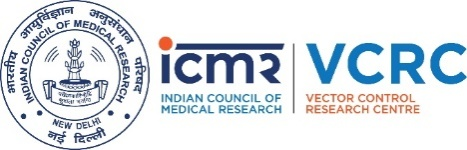 भारतीय आयुर्विज्ञान अनुसंधान परिषद
INDIAN COUNCIL OF MEDICAL RESEARCH
NEW DELHI
नई दिल्ली
icmr
INDIAN COUNCIL OF
MEDICAL RESEARCH
VCRC
VECTOR CONTROL
RESEARCH CENTRE